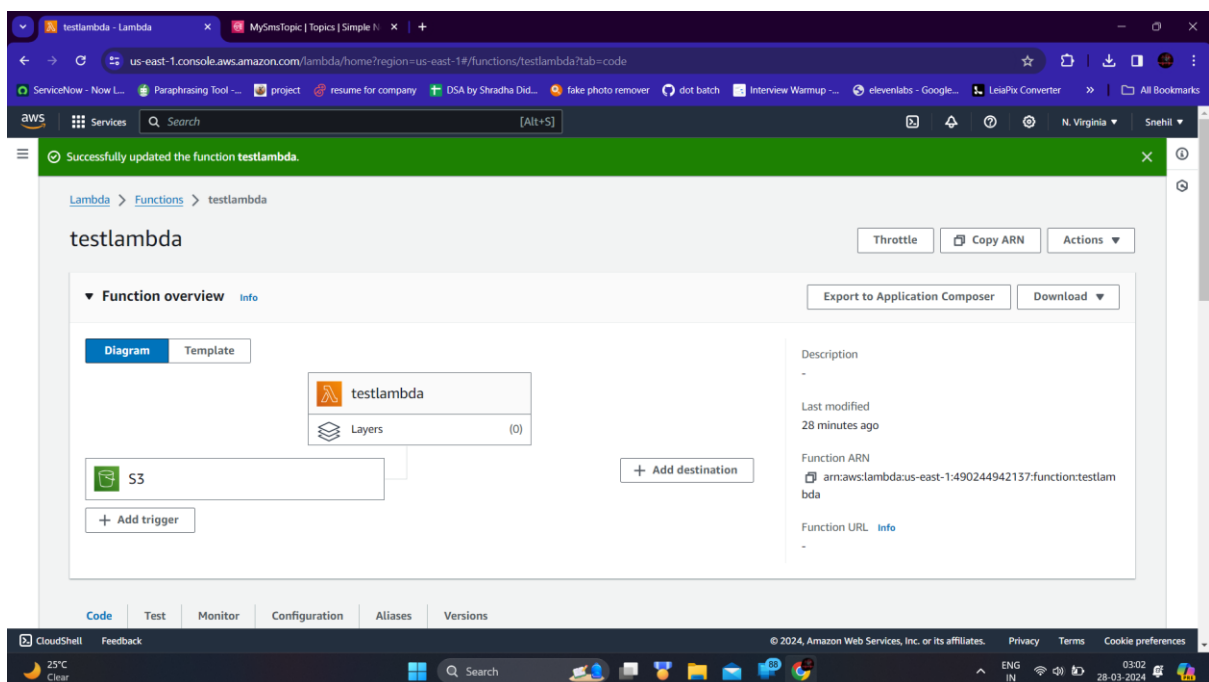 testlambda - Lambda
MySmsTopic | Topics | Simple N
us-east-1.console.aws.amazon.com/lambda/home?region=us-east-1#/functions/testlambda?tab=code
ServiceNow - Now L... Paraphrasing Tool -... project resume for company DSA by Shradha Did... fake photo remover dot batch Interview Warmup -... elevenlabs - Google... LeiaPix Converter » All Bookmarks
aws Services Search [Alt+S] N. Virginia Snehil
Successfully updated the function testlambda.
Lambda > Functions > testlambda
testlambda
Throttle Copy ARN Actions
Function overview Info
Export to Application Composer Download
Diagram Template
testlambda
Layers (0)
S3
+ Add trigger
+ Add destination
Description
-
Last modified
28 minutes ago
Function ARN
arn:aws:lambda:us-east-1:490244942137:function:testlam
bda
Function URL Info
-
Code Test Monitor Configuration Aliases Versions
CloudShell Feedback © 2024, Amazon Web Services, Inc. or its affiliates. Privacy Terms Cookie preferences
25°C
Clear
Search
88
ENG
IN
03:02
28-03-2024